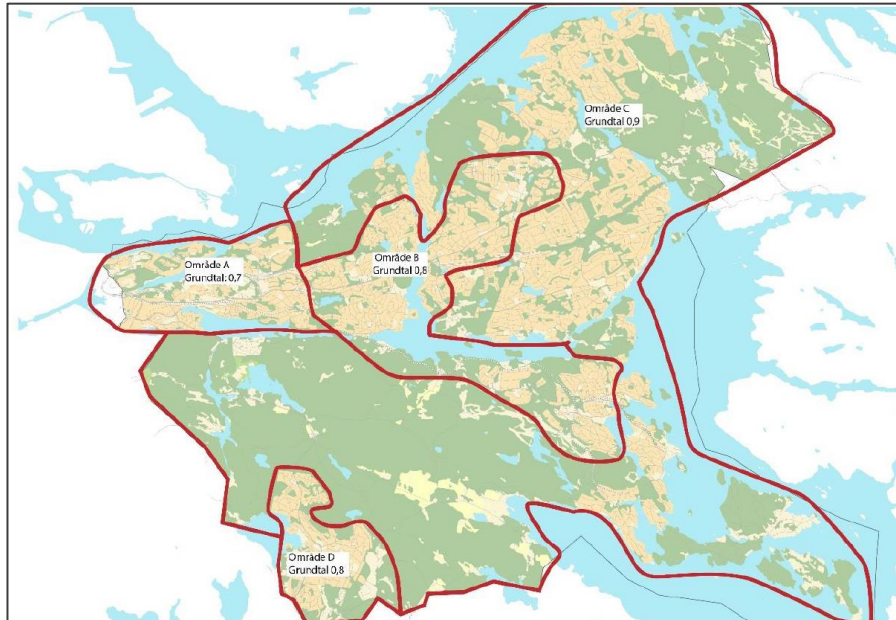 Område C
Grundtal 0,9
Område A
Grundtal: 0,7
Område B
Grundtal 0,8
Område D
Grundtal 0,8